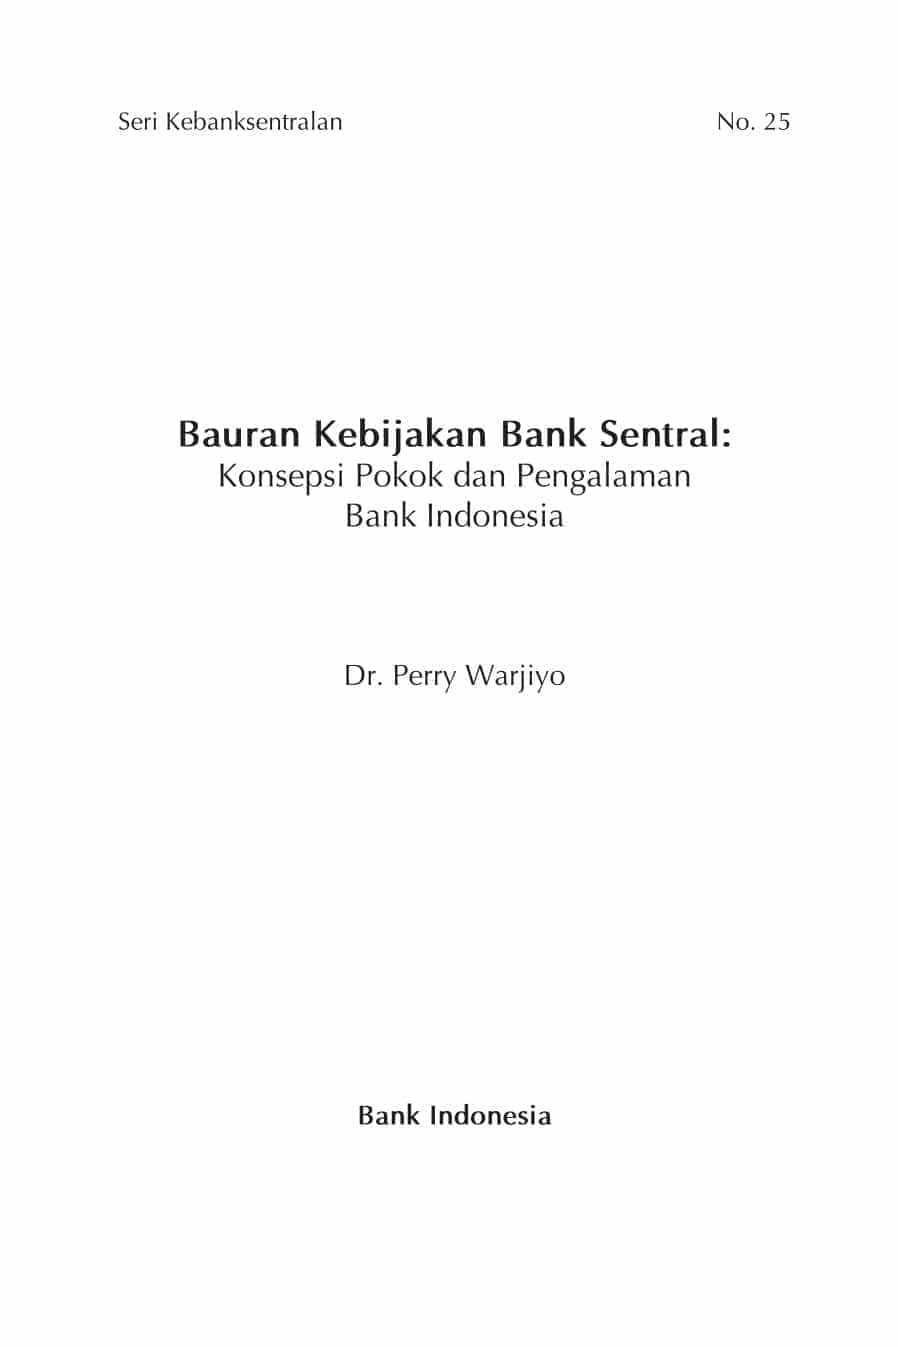 Seri Kebanksentralan No. 25
Bauran Kebijakan Bank Sentral:
Konsepsi Pokok dan Pengalaman
Bank Indonesia
Dr. Perry Warjiyo
Bank Indonesia